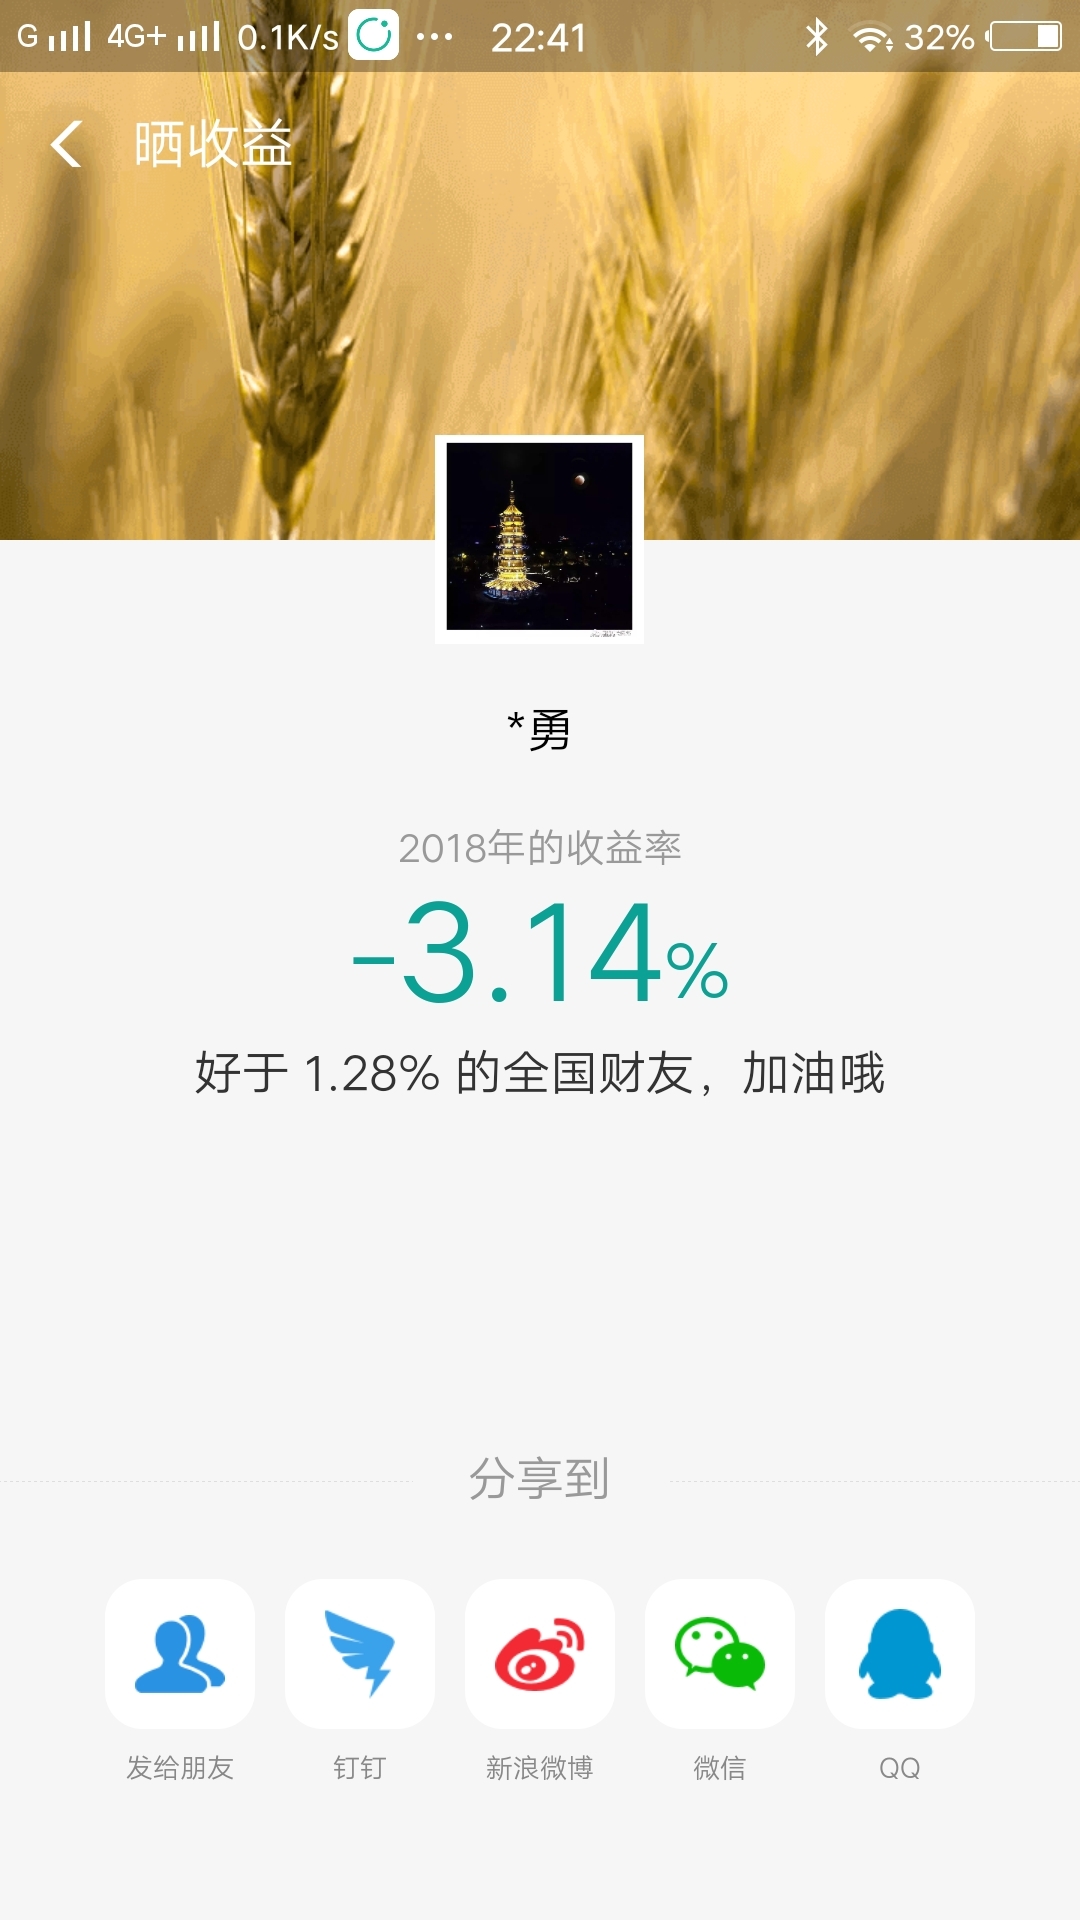 G 4G+ 0.1K/s 22:41 32%
晒收益
*勇
2018年的收益率
-3.14%
好于 1.28% 的全国财友，加油哦
分享到
发给朋友 钉钉 新浪微博 微信 QQ